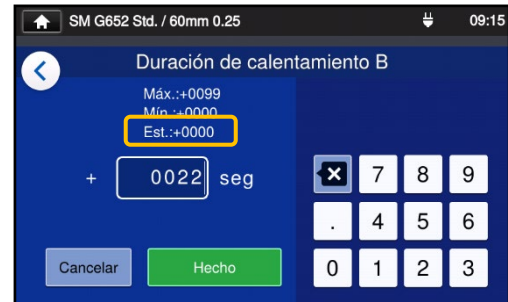 SM G652 Std. / 60mm 0.25 09:15
Duración de calentamiento B
Máx.:+0099
Mín.:+0000
Est.:+0000
+ 0022 seg
7 8 9
. 4 5 6
Cancelar Hecho 0 1 2 3